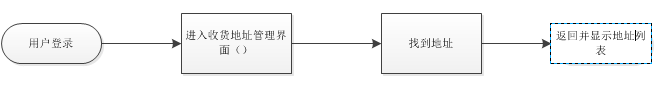 用户登录
进入收货地址管理界
面（）
找到地址
返回并显示地址列
表